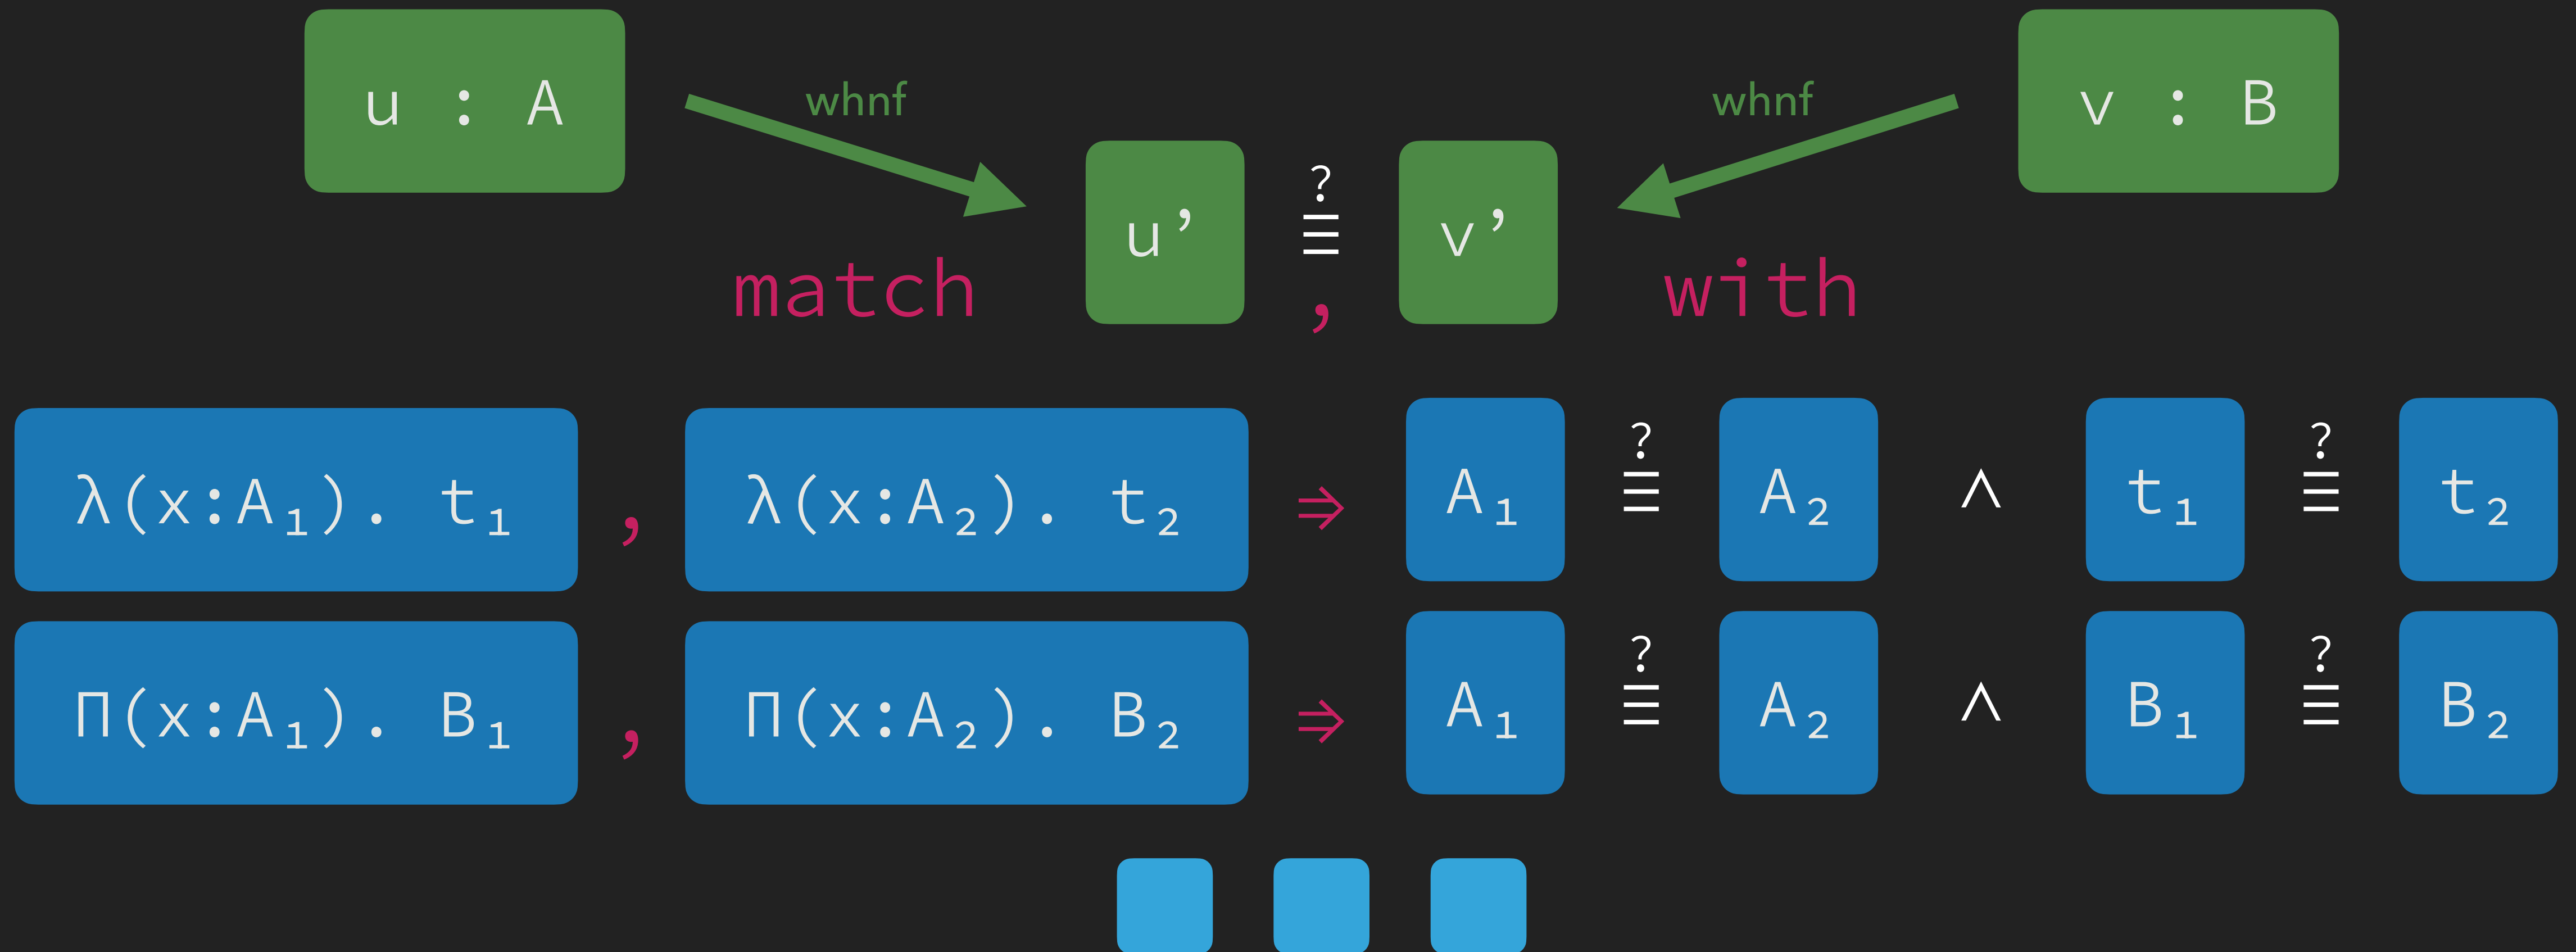 u : A whnf whnf v : B
u’ ?≡ v’
match , with
λ(x:A₁). t₁ , λ(x:A₂). t₂ ⇒ A₁ ?≡ A₂ ∧ t₁ ?≡ t₂
Π(x:A₁). B₁ , Π(x:A₂). B₂ ⇒ A₁ ?≡ A₂ ∧ B₁ ?≡ B₂